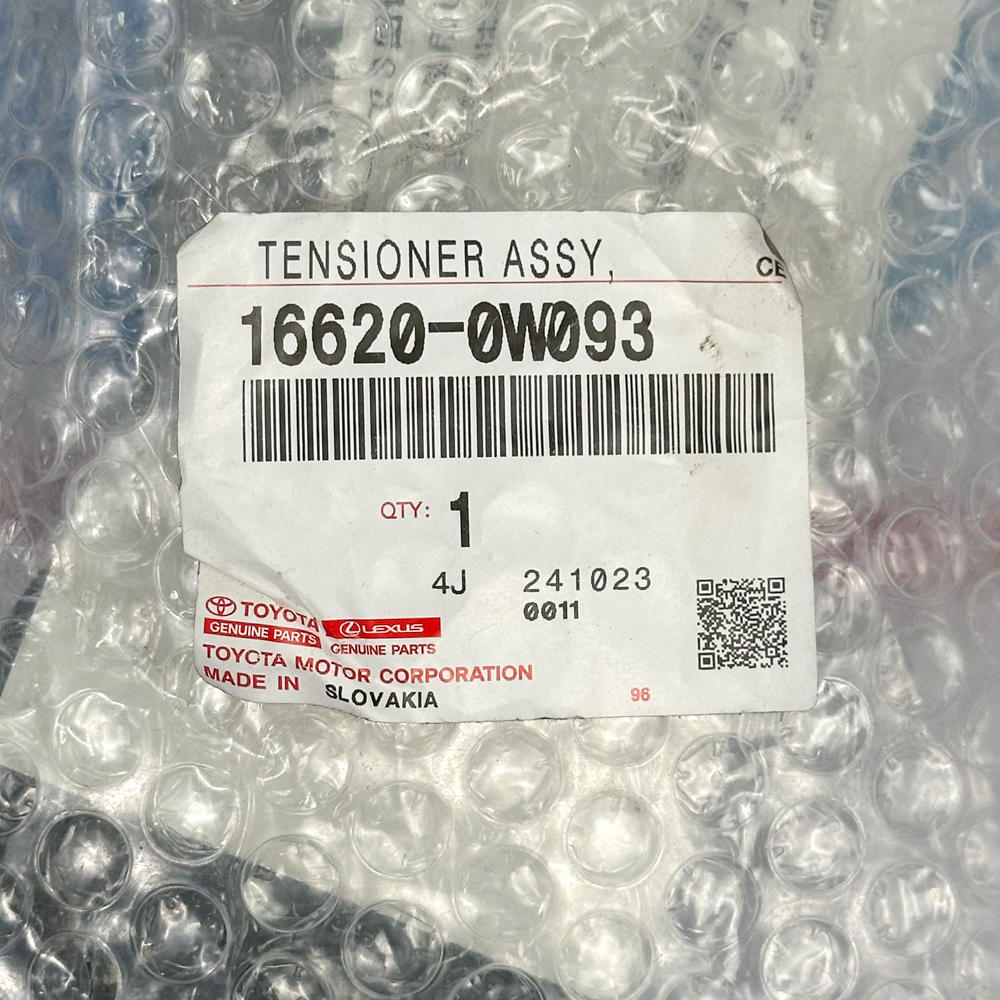 TENSIONER ASSY,
CE
16620-0W093
QTY: 1
4J 241023
0011
TOYOTA LEXUS
GENUINE PARTS GENUINE PARTS
TOYOTA MOTOR CORPORATION
MADE IN SLOVAKIA
96